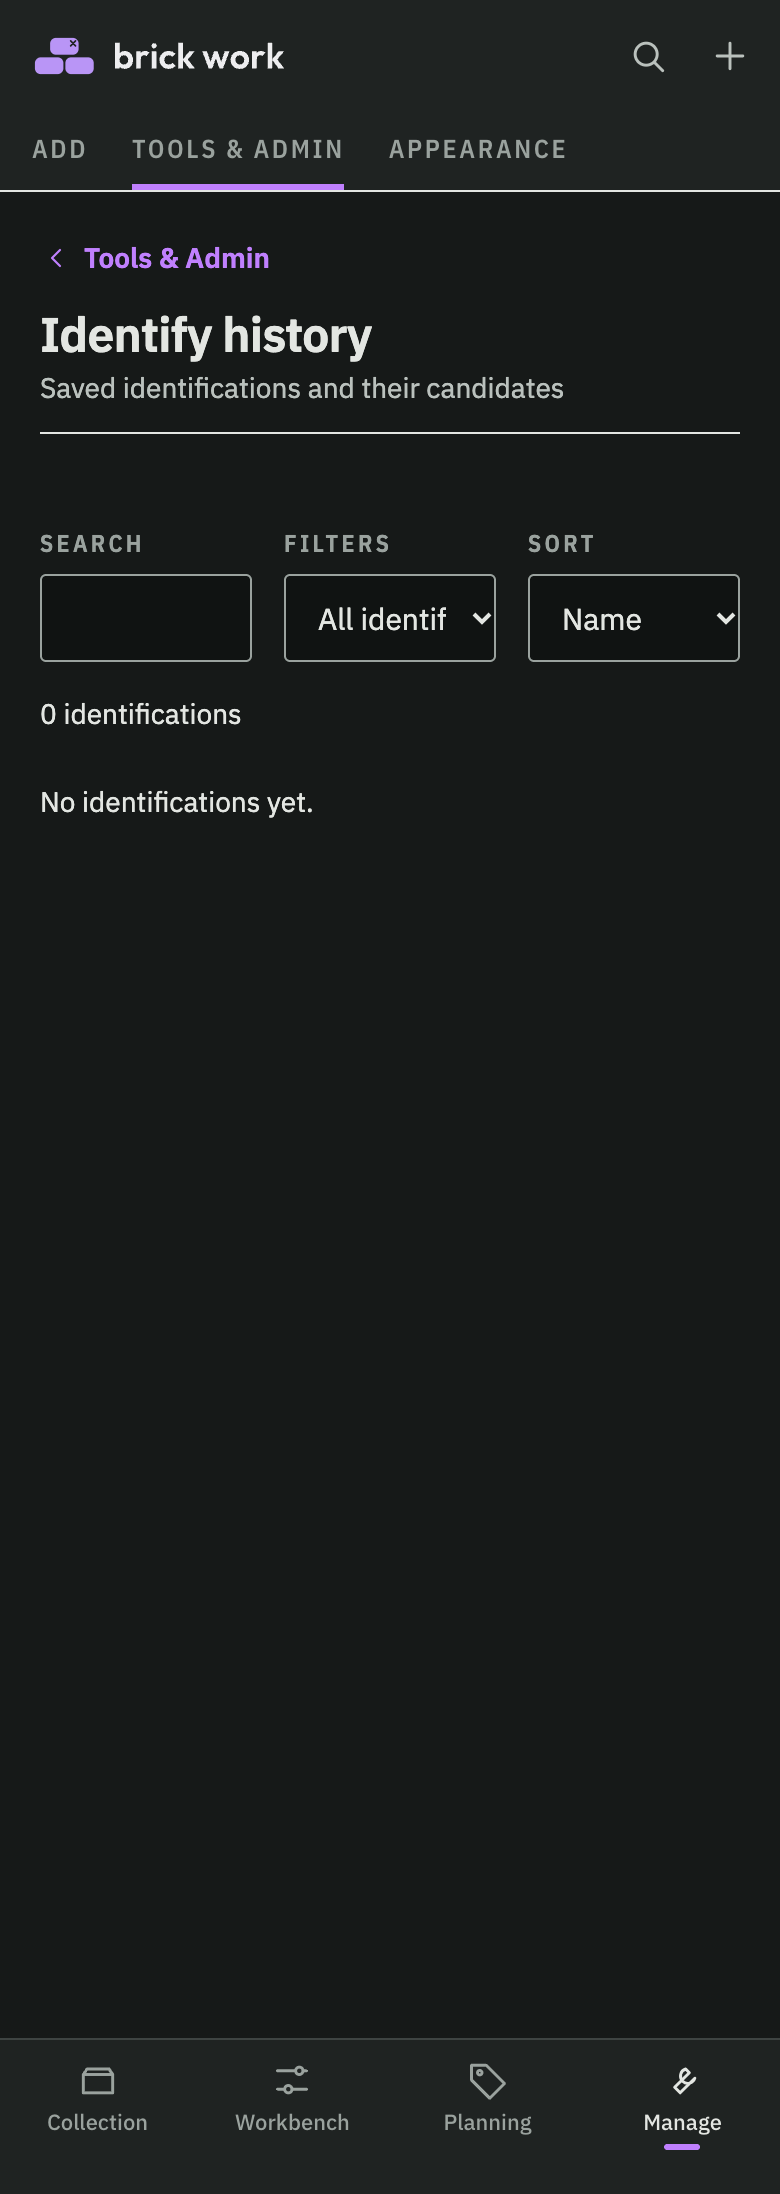 brick work
ADD TOOLS & ADMIN APPEARANCE
Tools & Admin
Identify history
Saved identifications and their candidates
SEARCH FILTERS SORT
All identif Name
0 identifications
No identifications yet.
Collection Workbench Planning Manage